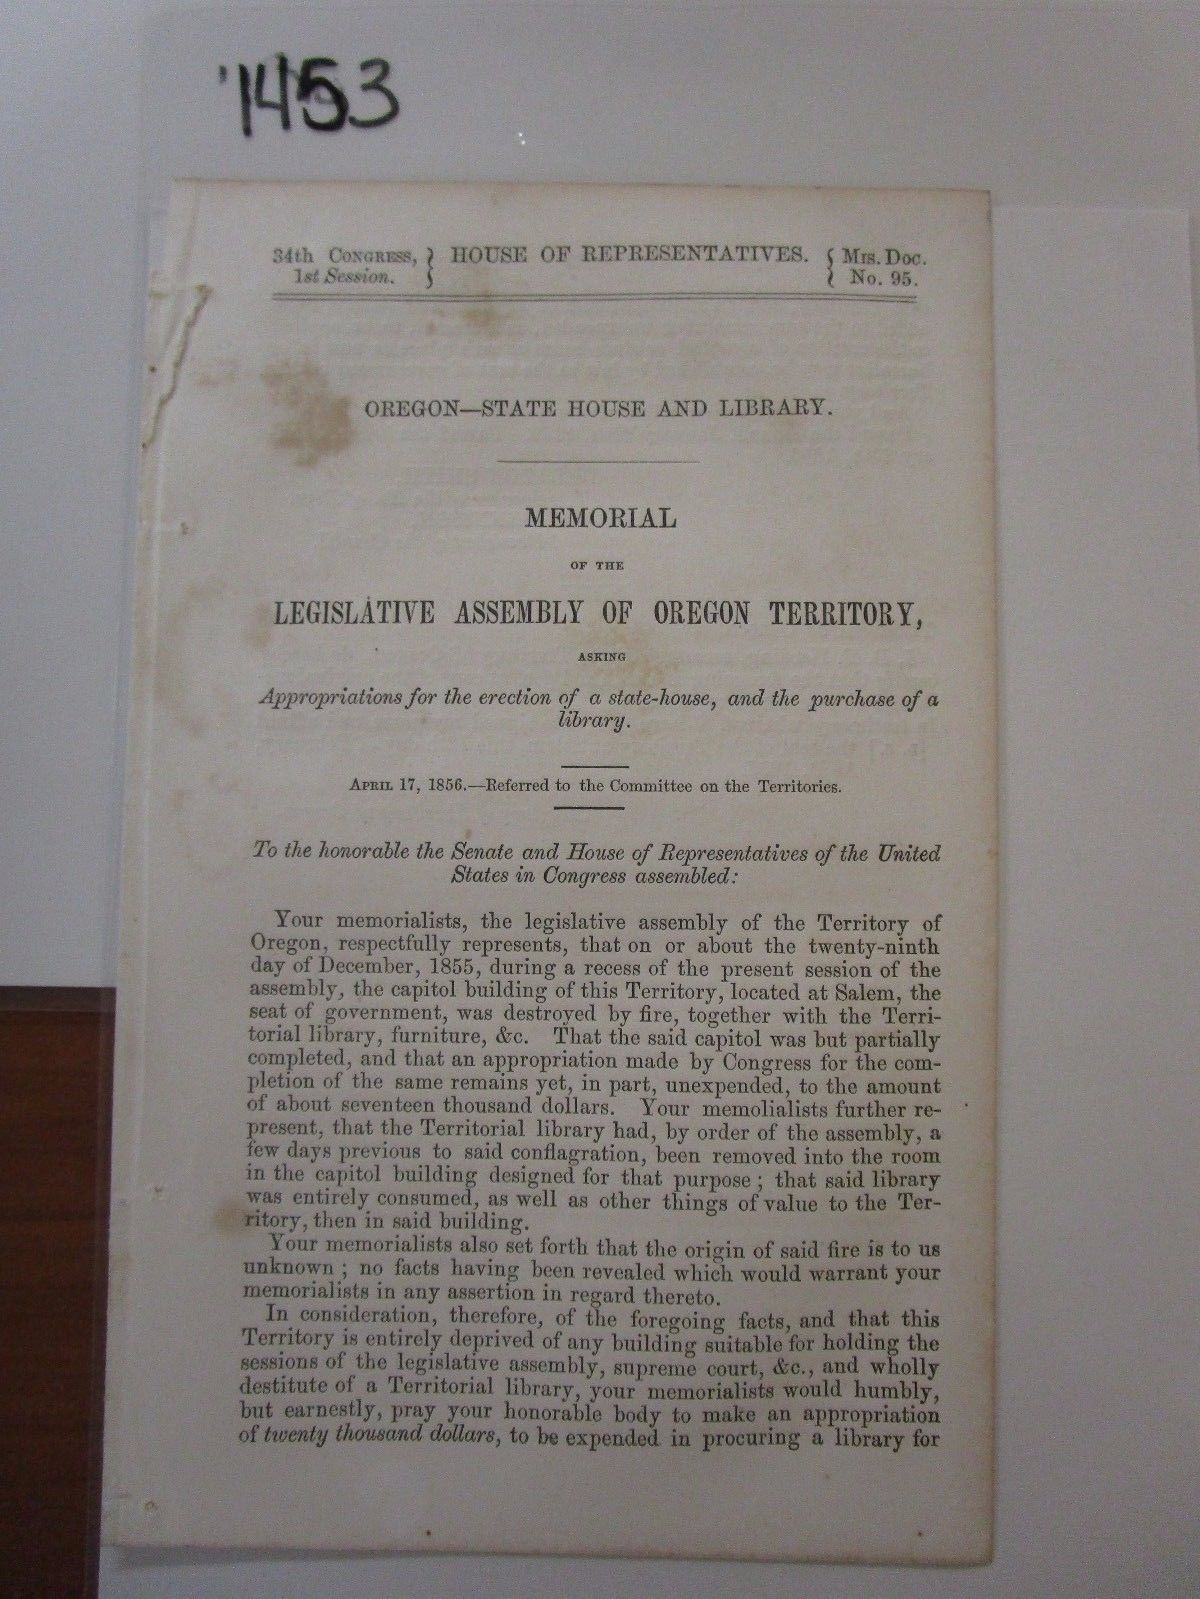 1453
34th Congress, } HOUSE OF REPRESENTATIVES. { Mis. Doc.
1st Session. No. 95.
OREGON—STATE HOUSE AND LIBRARY.
MEMORIAL
OF THE
LEGISLATIVE ASSEMBLY OF OREGON TERRITORY,
ASKING
Appropriations for the erection of a state-house, and the purchase of a
library.
April 17, 1856.—Referred to the Committee on the Territories.
To the honorable the Senate and House of Representatives of the United
States in Congress assembled:
Your memorialists, the legislative assembly of the Territory of
Oregon, respectfully represents, that on or about the twenty-ninth
day of December, 1855, during a recess of the present session of the
assembly, the capitol building of this Territory, located at Salem, the
seat of government, was destroyed by fire, together with the Terri-
torial library, furniture, &c. That the said capitol was but partially
completed, and that an appropriation made by Congress for the com-
pletion of the same remains yet, in part, unexpended, to the amount
of about seventeen thousand dollars. Your memolialists further re-
present, that the Territorial library had, by order of the assembly, a
few days previous to said conflagration, been removed into the room
in the capitol building designed for that purpose; that said library
was entirely consumed, as well as other things of value to the Ter-
ritory, then in said building.
Your memorialists also set forth that the origin of said fire is to us
unknown; no facts having been revealed which would warrant your
memorialists in any assertion in regard thereto.
In consideration, therefore, of the foregoing facts, and that this
Territory is entirely deprived of any building suitable for holding the
sessions of the legislative assembly, supreme court, &c., and wholly
destitute of a Territorial library, your memorialists would humbly,
but earnestly, pray your honorable body to make an appropriation
of twenty thousand dollars, to be expended in procuring a library for